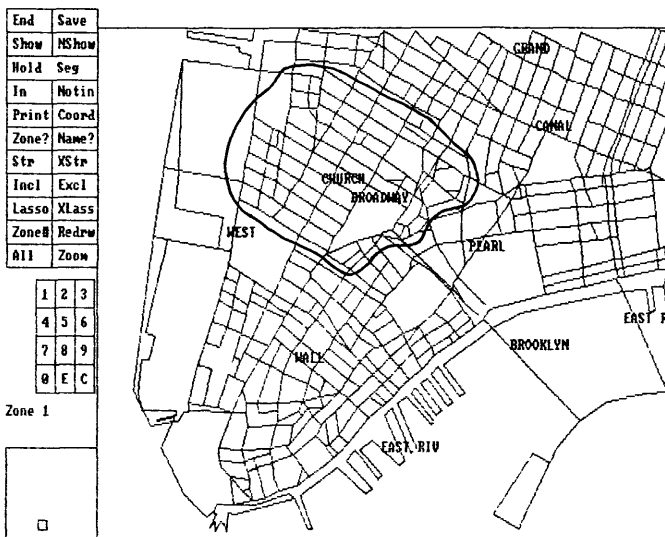 End Save
Show NShow
Hold Seg
In Notin
Print Coord
Zone? Name?
Str XStr
Incl Excl
Lasso XLass
Zone# Redrw
All Zoom
1 2 3
4 5 6
7 8 9
0 E C
Zone 1
GRAND
CANAL
CHURCH
BROADWAY
WEST
PEARL
EAST R
BROOKLYN
WALL
EAST RIV